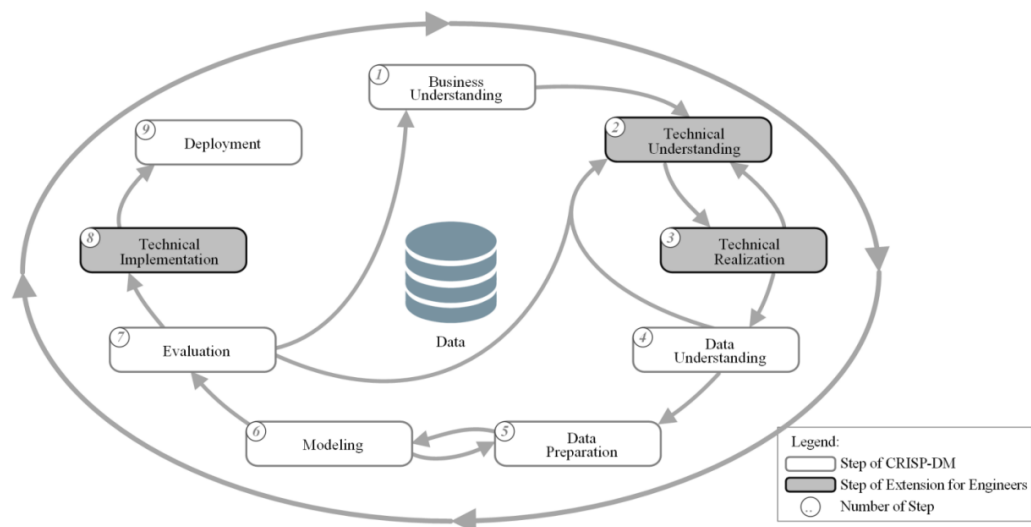 1
Business
Understanding
2
Technical
Understanding
3
Technical
Realization
4
Data
Understanding
5
Data
Preparation
6
Modeling
7
Evaluation
8
Technical
Implementation
9
Deployment
Data
Legend:
Step of CRISP-DM
Step of Extension for Engineers
.. Number of Step